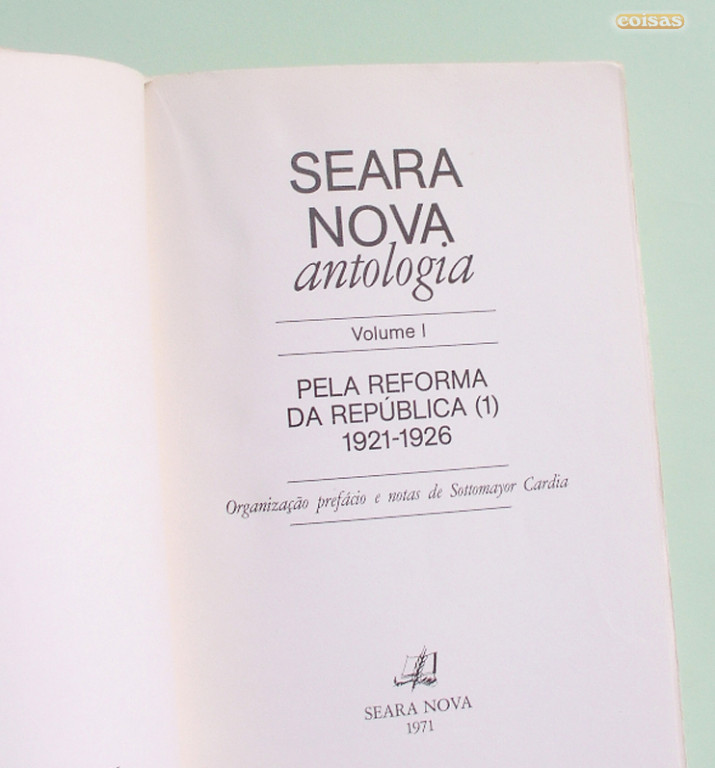 coisas
SEARA
NOVA
antologia
Volume I
PELA REFORMA
DA REPÚBLICA (1)
1921-1926
Organização prefácio e notas de Sottomayor Cardia
SEARA NOVA
1971